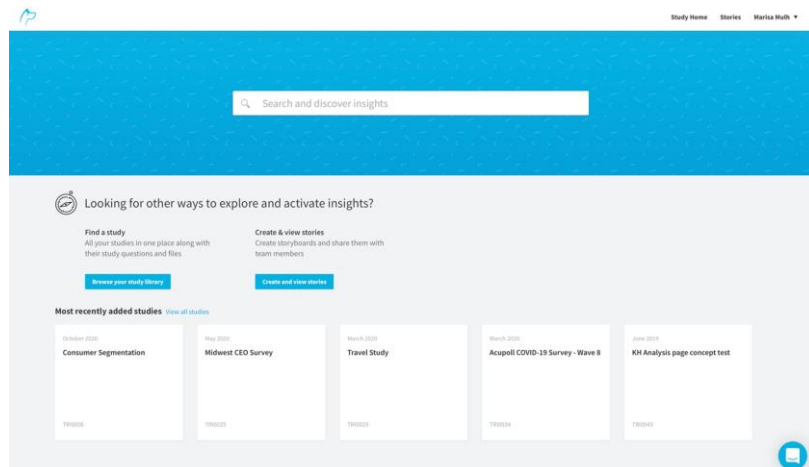 Study Home Stories Marisa Mulh ▼
Search and discover insights
Looking for other ways to explore and activate insights?
Find a study
All your studies in one place along with
their study questions and files
Browse your study library
Create & view stories
Create storyboards and share them with
team members
Create and view stories
Most recently added studies View all studies
October 2020
Consumer Segmentation
May 2020
Midwest CEO Survey
TRI0035
March 2020
Travel Study
March 2020
Acupoll COVID-19 Survey - Wave 8
TRI0034
June 2019
KH Analysis page concept test